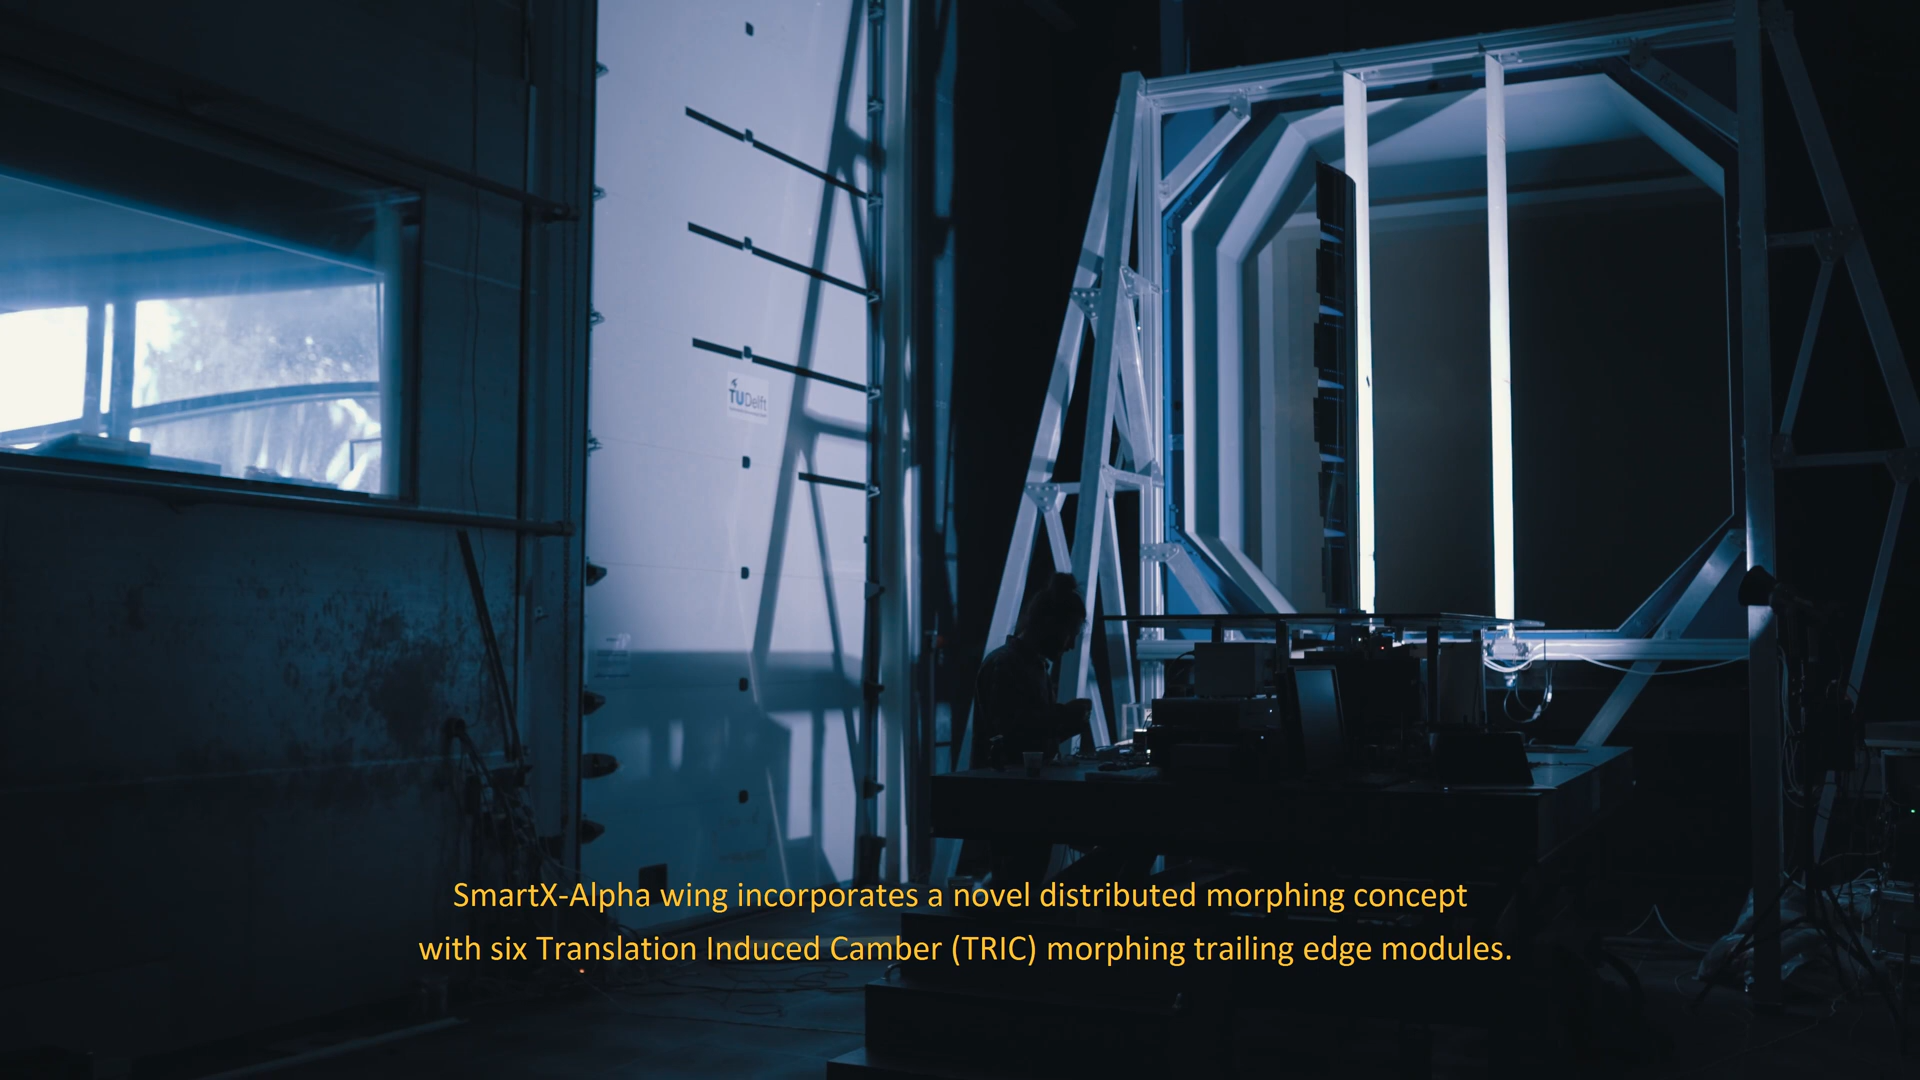 TUDelft
SmartX-Alpha wing incorporates a novel distributed morphing concept
with six Translation Induced Camber (TRIC) morphing trailing edge modules.